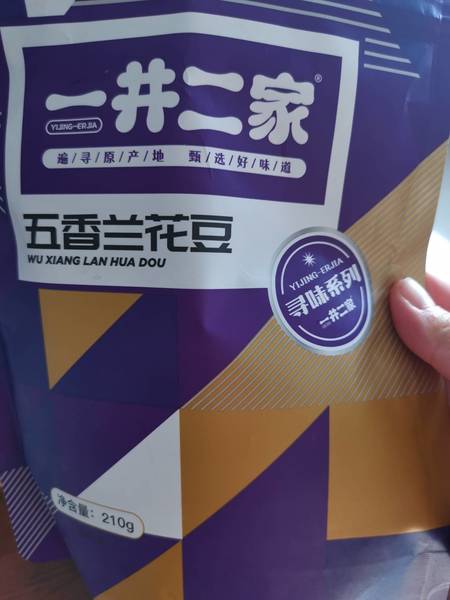 一井二家®
YIJING-ERJIA
遍/寻/原/产/地 甄/选/好/味/道
五香兰花豆
WU XIANG LAN HUA DOU
YIJING-ERJIA
寻味系列
一井二家
净含量：210g